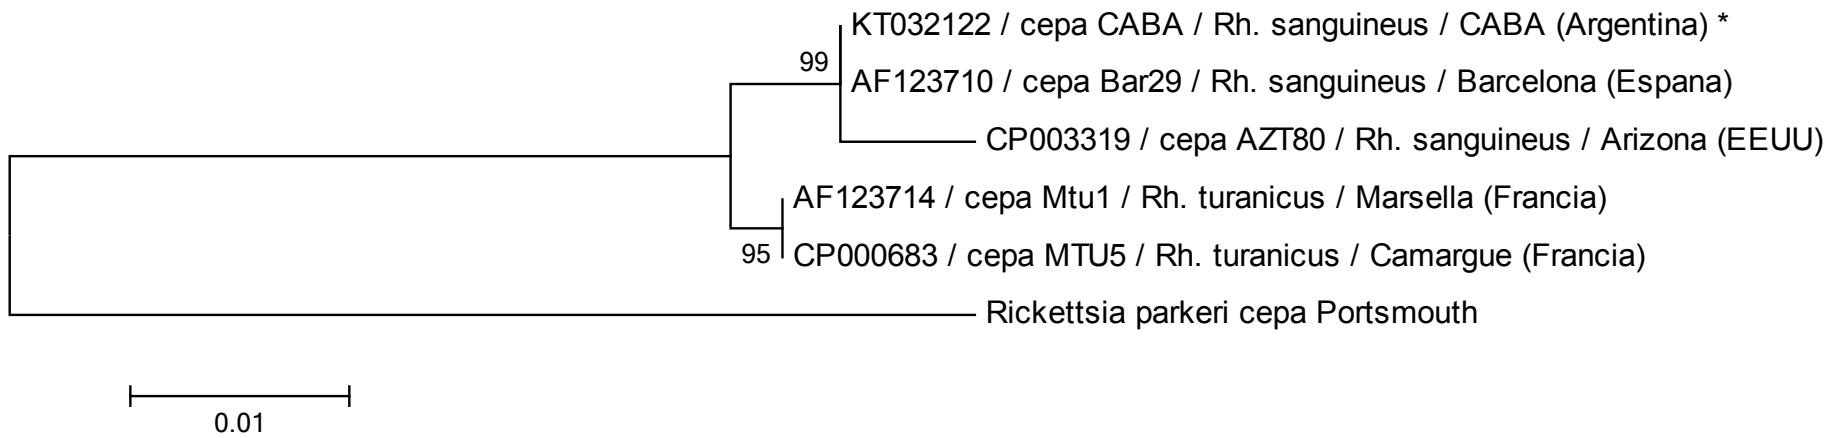 KT032122 / cepa CABA / Rh. sanguineus / CABA (Argentina) *
99
AF123710 / cepa Bar29 / Rh. sanguineus / Barcelona (Espana)
CP003319 / cepa AZT80 / Rh. sanguineus / Arizona (EEUU)
AF123714 / cepa Mtu1 / Rh. turanicus / Marsella (Francia)
95
CP000683 / cepa MTU5 / Rh. turanicus / Camargue (Francia)
Rickettsia parkeri cepa Portsmouth
0.01